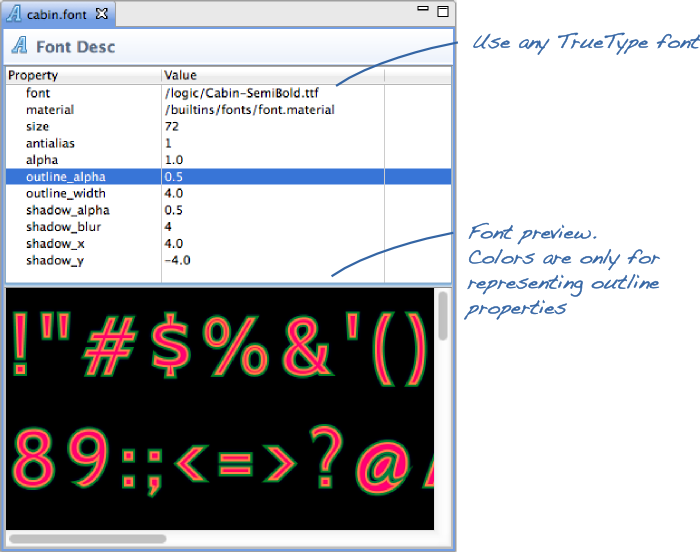 cabin.font
Font Desc
Use any TrueType font
Property Value
font /logic/Cabin-SemiBold.ttf
material /builtins/fonts/font.material
size 72
antialias 1
alpha 1.0
outline_alpha 0.5
outline_width 4.0
shadow_alpha 0.5
shadow_blur 4
shadow_x 4.0
shadow_y -4.0
Font preview.
Colors are only for
representing outline
properties
!"#$%&'()
89:;<=>?@